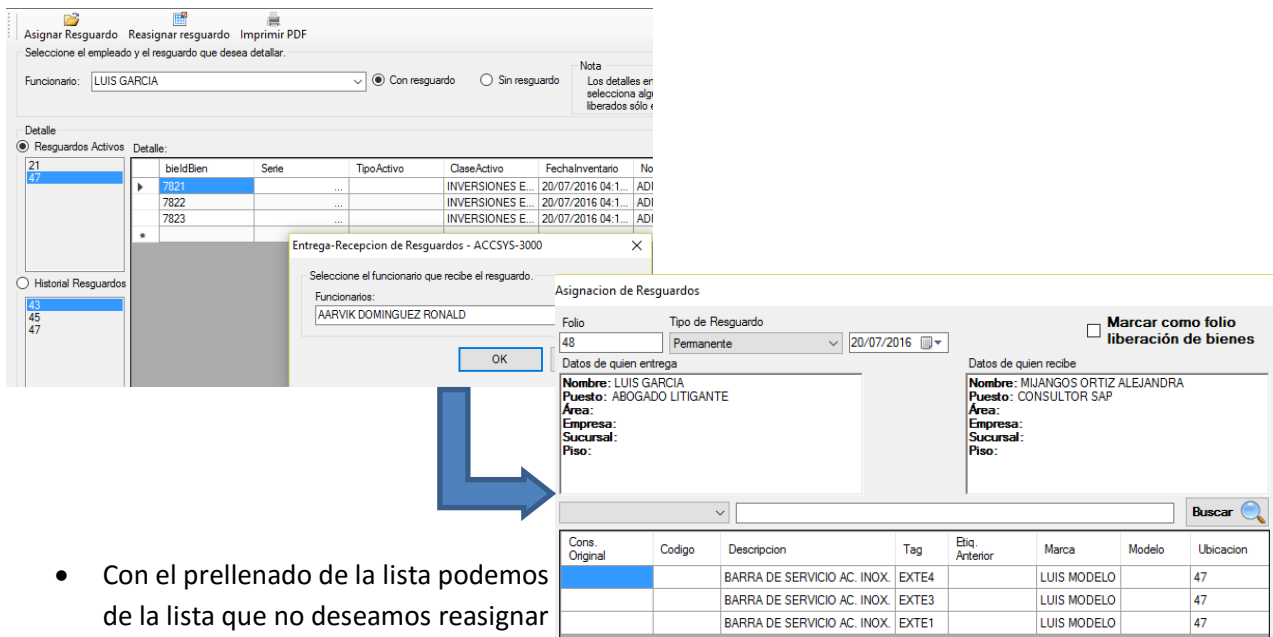 Asignar Resguardo Reasignar resguardo Imprimir PDF
Seleccione el empleado y el resguardo que desea detallar.
Funcionario: LUIS GARCIA Con resguardo Sin resguardo
Nota
Los detalles en
selecciona
liberados sólo
Detalle
Resguardos Activos Detalle:
21
47
bieIdBien Serie TipoActivo ClaseActivo FechaInventario No
7821 ... INVERSIONES E... 20/07/2016 04:1...
7822 ... INVERSIONES E... 20/07/2016 04:1...
7823 ... INVERSIONES E... 20/07/2016 04:1...
*
Historial Resguardos
43
45
47
Entrega-Recepcion de Resguardos - ACCSYS-3000
Seleccione el funcionario que recibe el resguardo.
Funcionarios:
AARVIK DOMINGUEZ RONALD
OK
Asignacion de Resguardos
Folio Tipo de Resguardo
48 Permanente 20/07/2016
Marcar como folio
liberación de bienes
Datos de quien entrega
Nombre: LUIS GARCIA
Puesto: ABOGADO LITIGANTE
Área:
Empresa:
Sucursal:
Piso:
Datos de quien recibe
Nombre: MIJANGOS ORTIZ ALEJANDRA
Puesto: CONSULTOR SAP
Área:
Empresa:
Sucursal:
Piso:
Buscar
Cons. Original Codigo Descripcion Tag Etiq. Anterior Marca Modelo Ubicacion
BARRA DE SERVICIO AC. INOX. EXTE4 LUIS MODELO 47
BARRA DE SERVICIO AC. INOX. EXTE3 LUIS MODELO 47
BARRA DE SERVICIO AC. INOX. EXTE1 LUIS MODELO 47
• Con el prellenado de la lista podemos
de la lista que no deseamos reasignar